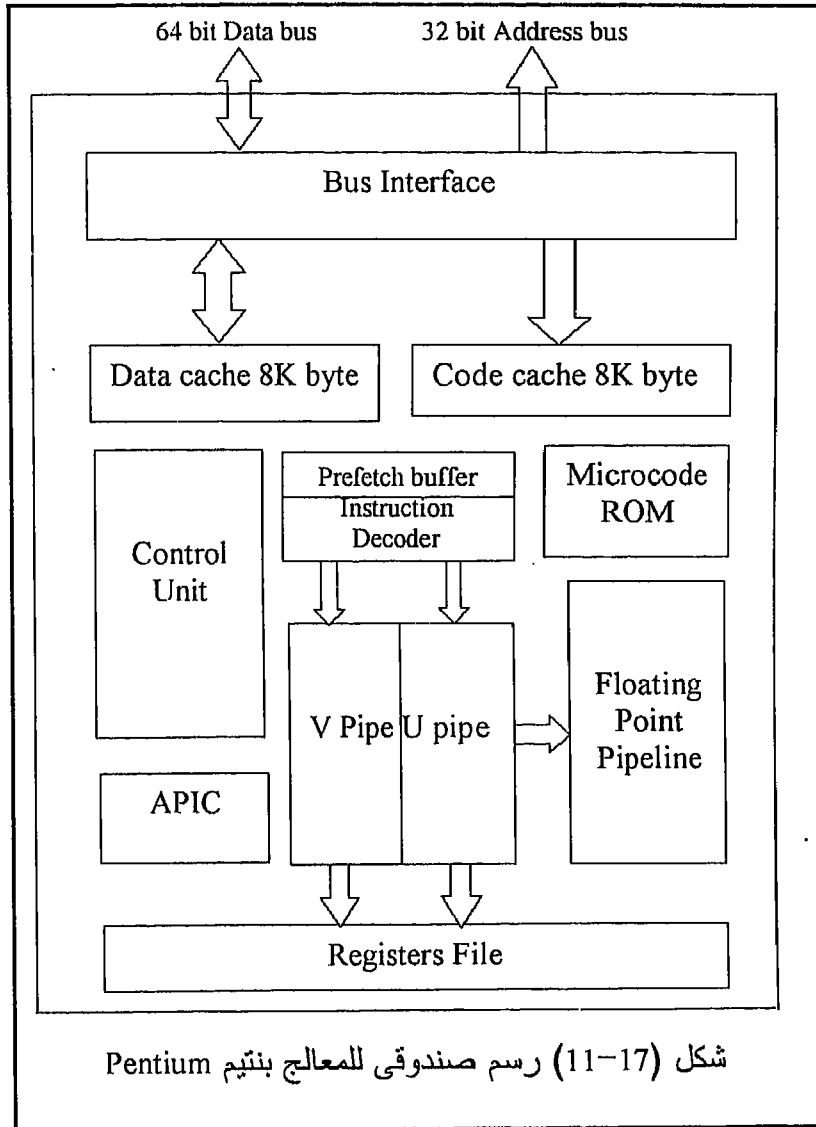 64 bit Data bus 32 bit Address bus
Bus Interface
Data cache 8K byte Code cache 8K byte
Control
Unit
Prefetch buffer
Instruction
Decoder
Microcode
ROM
V Pipe U pipe
Floating
Point
Pipeline
APIC
Registers File
شكل (17-11) رسم صندوقى للمعالج بنتيم Pentium